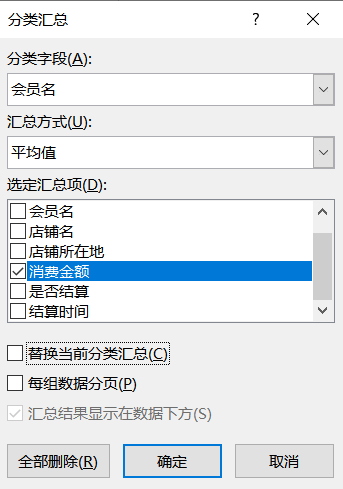 分类汇总 ?
分类字段(A):
会员名
汇总方式(U):
平均值
选定汇总项(D):
会员名
店铺名
店铺所在地
消费金额
是否结算
结算时间
替换当前分类汇总(C)
每组数据分页(P)
汇总结果显示在数据下方(S)
全部删除(R) 确定 取消